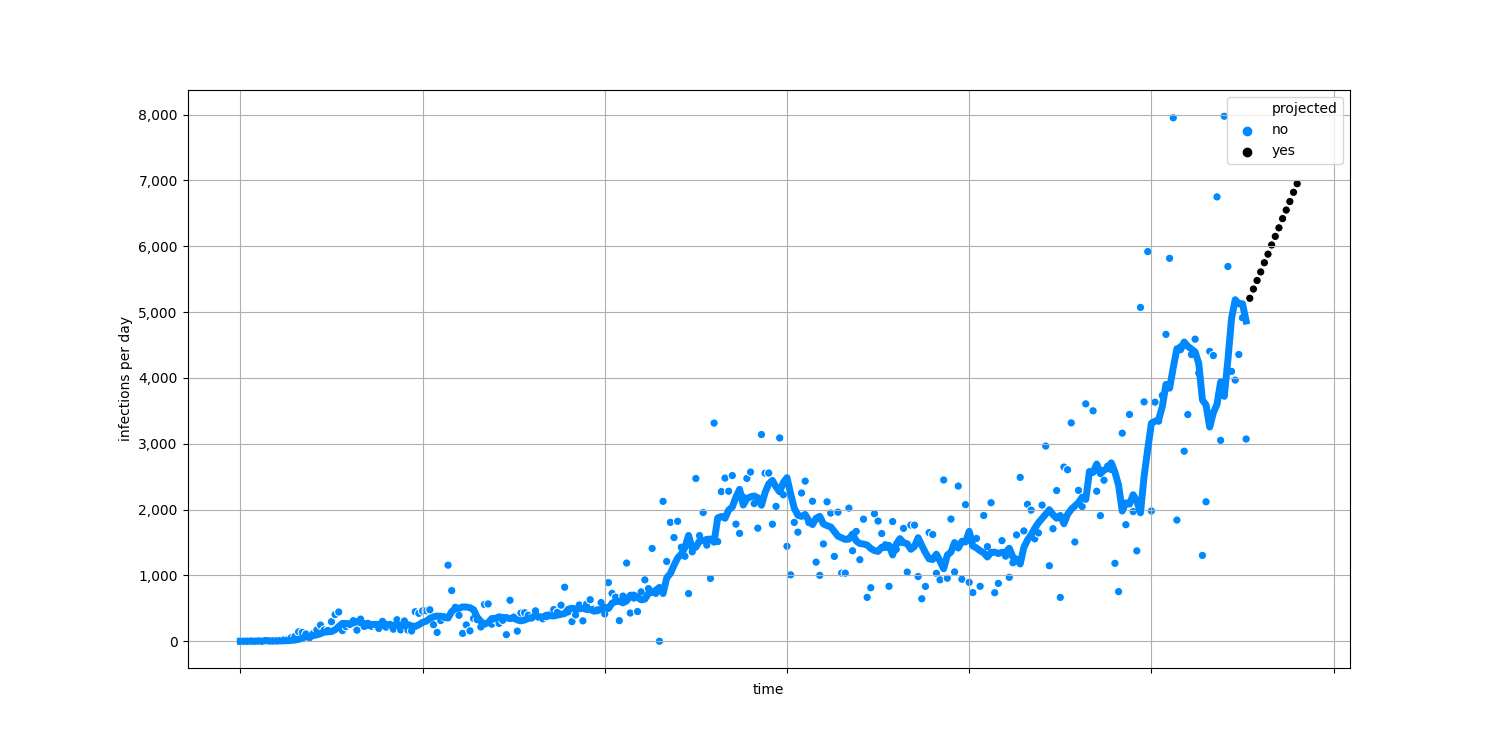 projected
no
yes
8,000
7,000
6,000
5,000
4,000
3,000
2,000
1,000
0
infections per day
time